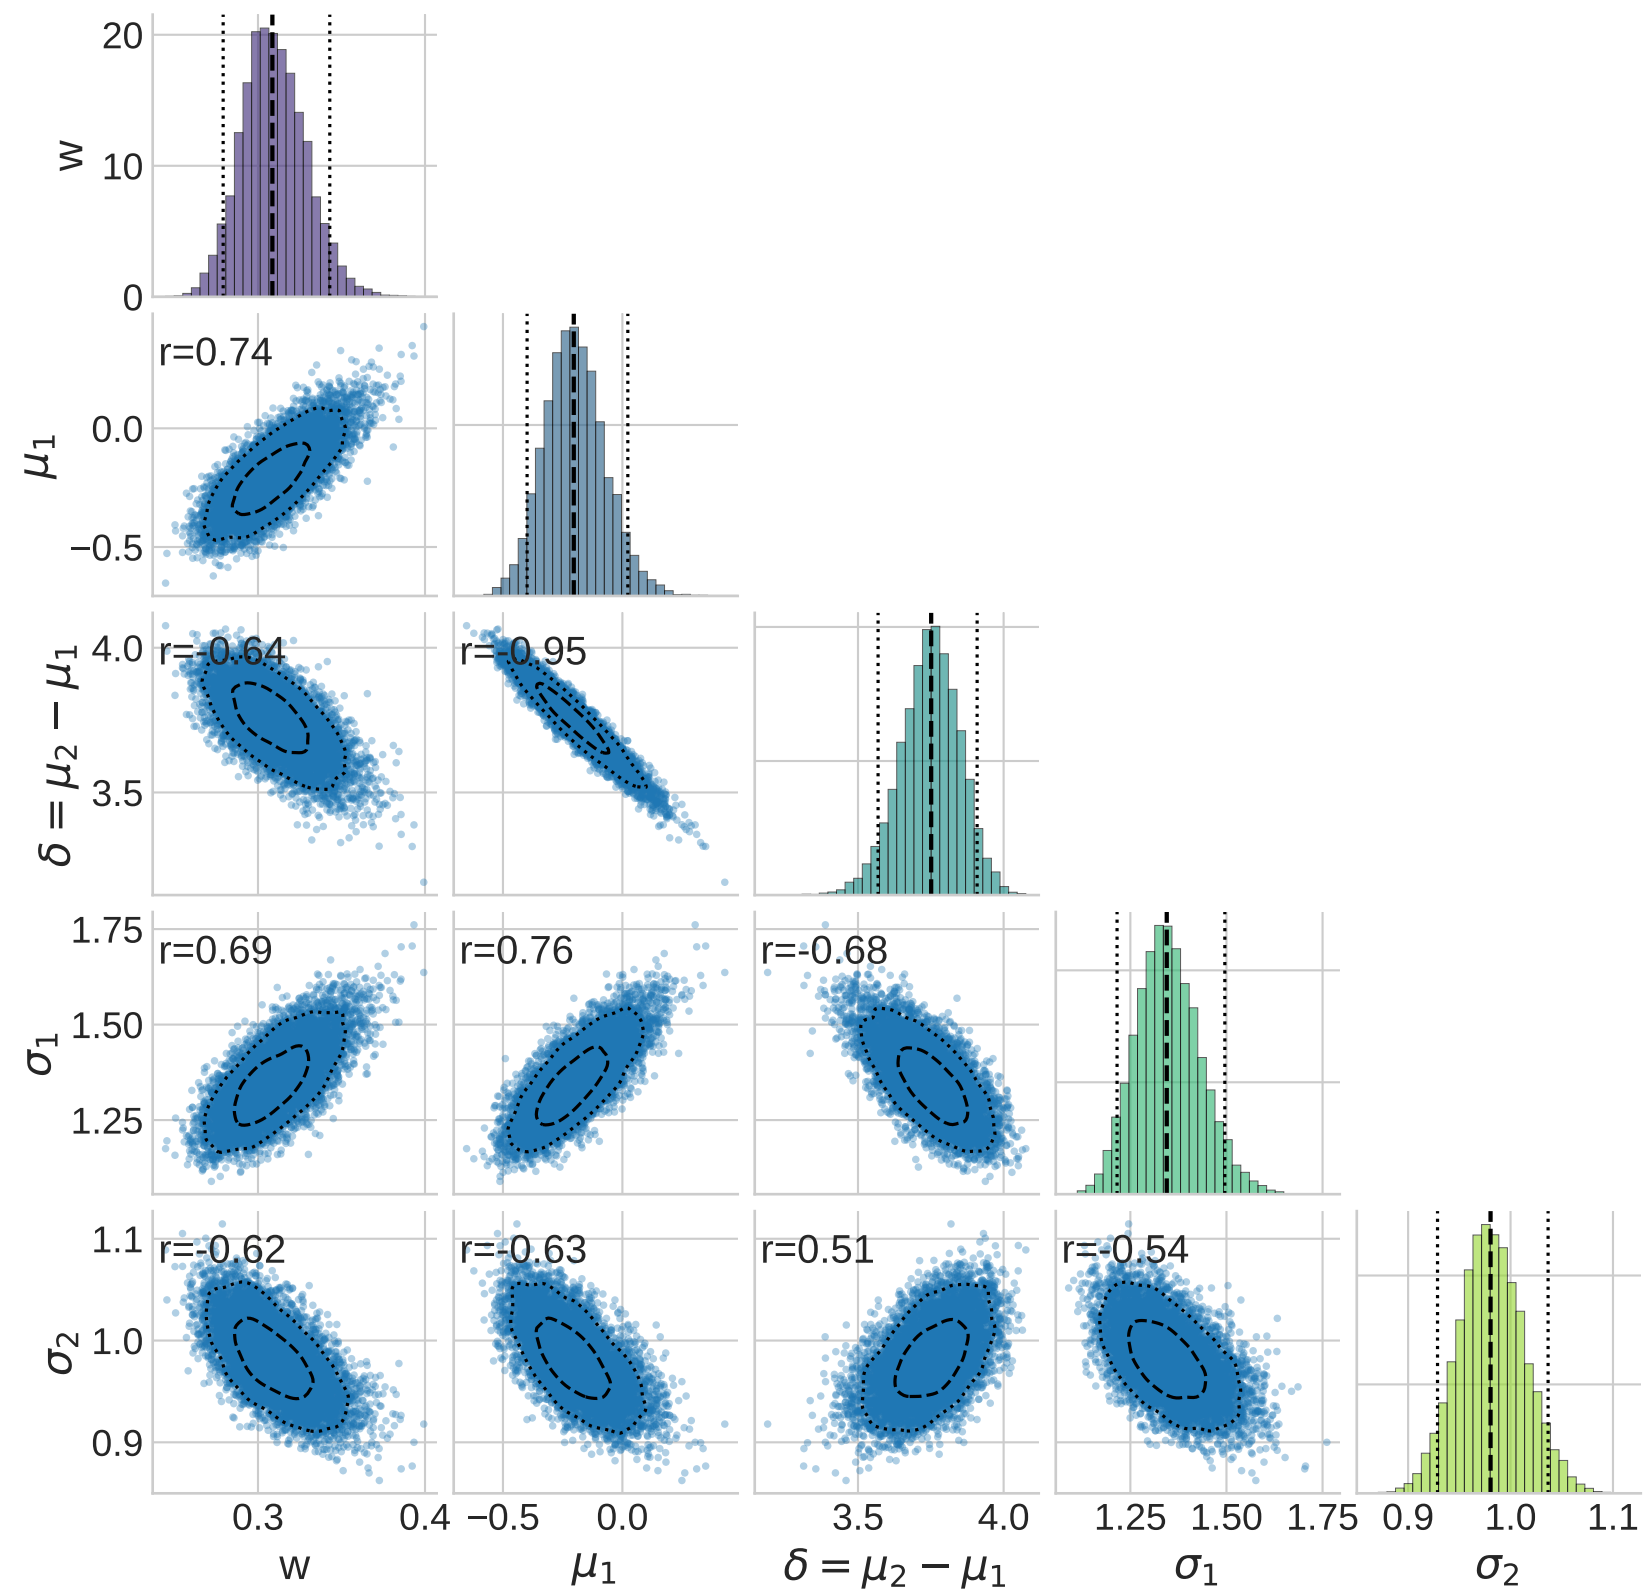 20
10
0
w
r=0.74
0.0
−0.5
μ1
r=-0.64
r=-0.95
4.0
3.5
δ = μ2 − μ1
r=0.69
r=0.76
r=-0.68
1.75
1.50
1.25
σ1
r=-0.62
r=-0.63
r=0.51
r=-0.54
1.1
1.0
0.9
σ2
0.3 0.4 −0.5 0.0 3.5 4.0 1.25 1.50 1.75 0.9 1.0 1.1
w μ1 δ = μ2 − μ1 σ1 σ2